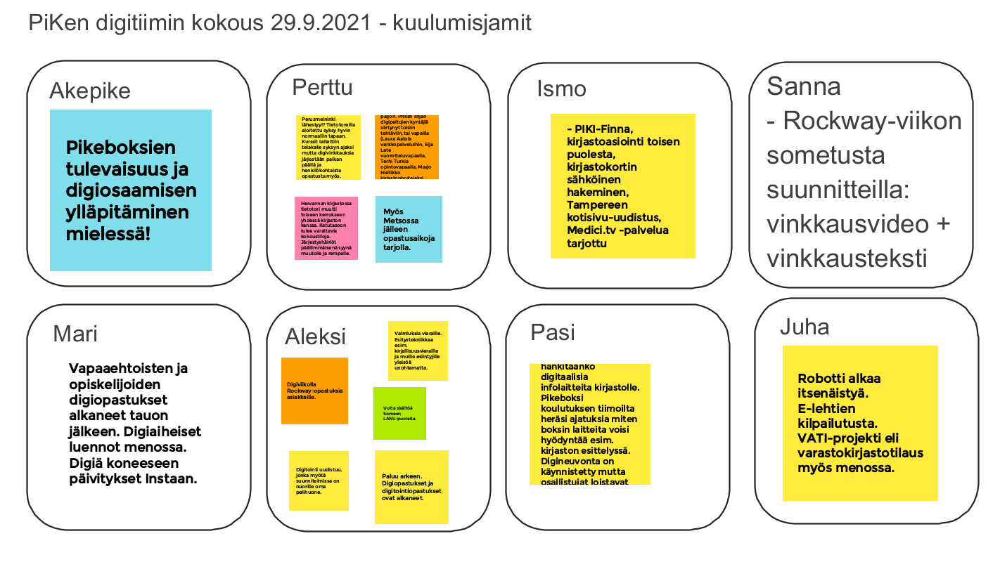 PiKen digitiimin kokous 29.9.2021 - kuulumisjamit
Akepike
Pikeboksien
tulevaisuus ja
digiosaamisen
ylläpitäminen
mielessä!
Perttu
Perusmeininki
lähestyy!? Tietotoreilla
aloitettu syksy hyvin
normaaliin tapaan.
Kurssit laitettiin
telakalle syksyn ajaksi
mutta digivinkkauksia
järjestään paikan
päällä ja
henkilökohtaista
opastusta myös.
paljon. Pitkän linjan
digipeltojen kyntäjiä
siirtynyt toisiin
tehtäviin, tai vapailla
(Laura Aatola
verkkopalveluihin, Eija
Late
vuorotteluvapaalla,
Terhi Turkia
opintovapaalla, Marjo
Hietikko
kirjastonhoitajaksi
Hervannan kirjastossa
tietotori muutti
toiseen kerrokseen
yhdessä kirjaston
kanssa. Katutasoon
tulee varattavia
kokoustiloja.
Järjestyshäiriöt
päällimmäisenä syynä
muutolle ja rempalle.
Myös
Metsossa
jälleen
opastusaikoja
tarjolla.
Ismo
- PIKI-Finna,
kirjastoasiointi toisen
puolesta,
kirjastokortin
sähköinen
hakeminen,
Tampereen
kotisivu-uudistus,
Medici.tv -palvelua
tarjottu
Sanna
- Rockway-viikon
sometusta
suunnitteilla:
vinkkausvideo +
vinkkausteksti
Mari
Vapaaehtoisten ja
opiskelijoiden
digiopastukset
alkaneet tauon
jälkeen. Digiaiheiset
luennot menossa.
Digiä koneeseen
päivitykset Instaan.
Aleksi
Valmiuksia vieraille.
Esitystekniikkaa
esim.
kirjallisuusvieraille
ja muille esiintyjille
yleisöä
unohtamatta.
Digiviikolla
Rockway-opastuksia
asiakkaille.
Uutta sisältöä
Someen
LANU-puolelta.
Digitointi uudistuu,
jonka myötä
suunnitelmissa on
nuorille oma
pelihuone.
Paluu arkeen.
Digiopastukset ja
digitointiopastukset
ovat alkaneet.
Pasi
hankitaanko
digitaalisia
infolaitteita kirjastolle.
Pikeboksi
koulutuksen tiimoilta
heräsi ajatuksia miten
boksin laitteita voisi
hyödyntää esim.
kirjaston esittelyssä.
Digineuvonta on
käynnistetty mutta
osallistujat loistavat
Juha
Robotti alkaa
itsenäistyä.
E-lehtien
kilpailutusta.
VATI-projekti eli
varastokirjastotilaus
myös menossa.